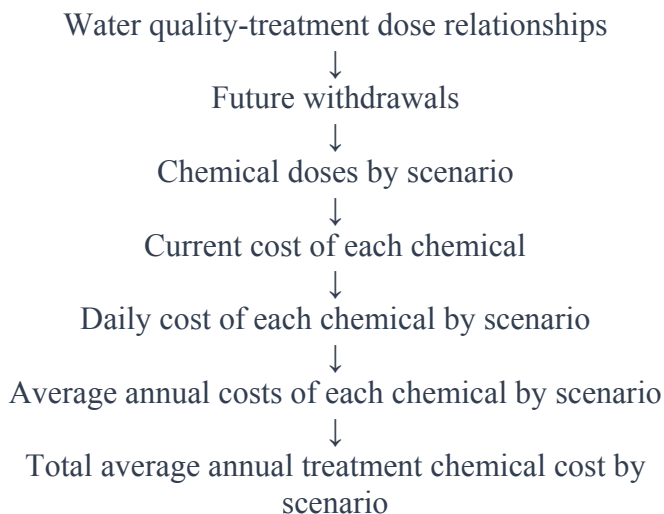 Water quality-treatment dose relationships
↓
Future withdrawals
↓
Chemical doses by scenario
↓
Current cost of each chemical
↓
Daily cost of each chemical by scenario
↓
Average annual costs of each chemical by scenario
↓
Total average annual treatment chemical cost by
scenario